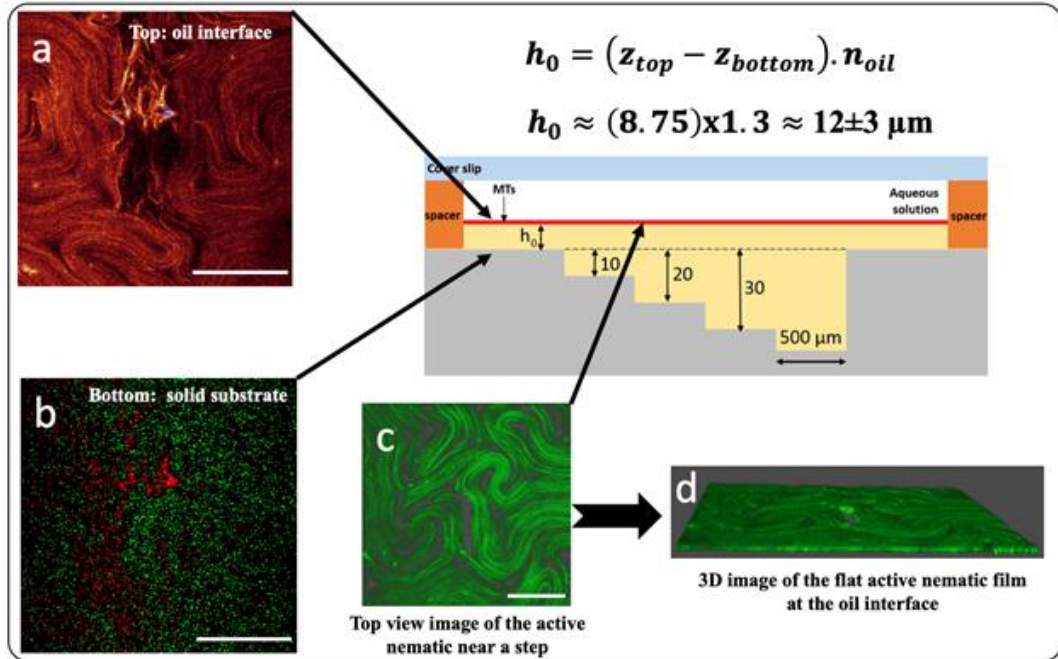 a
Top: oil interface
h₀ = (z_top − z_bottom). n_oil
h₀ ≈ (8.75)x1.3 ≈ 12±3 μm
Cover slip
MTs
Aqueous
solution
spacer
spacer
h₀
10
20
30
500 μm
b
Bottom: solid substrate
c
d
Top view image of the active
nematic near a step
3D image of the flat active nematic film
at the oil interface